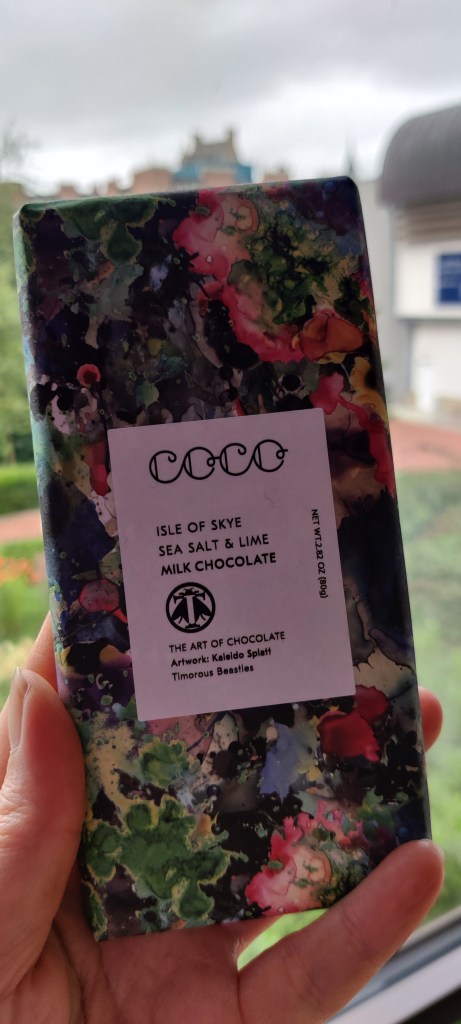 COCO
ISLE OF SKYE
SEA SALT & LIME
MILK CHOCOLATE
NET WT.2.82 OZ (80g)
THE ART OF CHOCOLATE
Artwork: Kaleido Splatt
Timorous Beasties